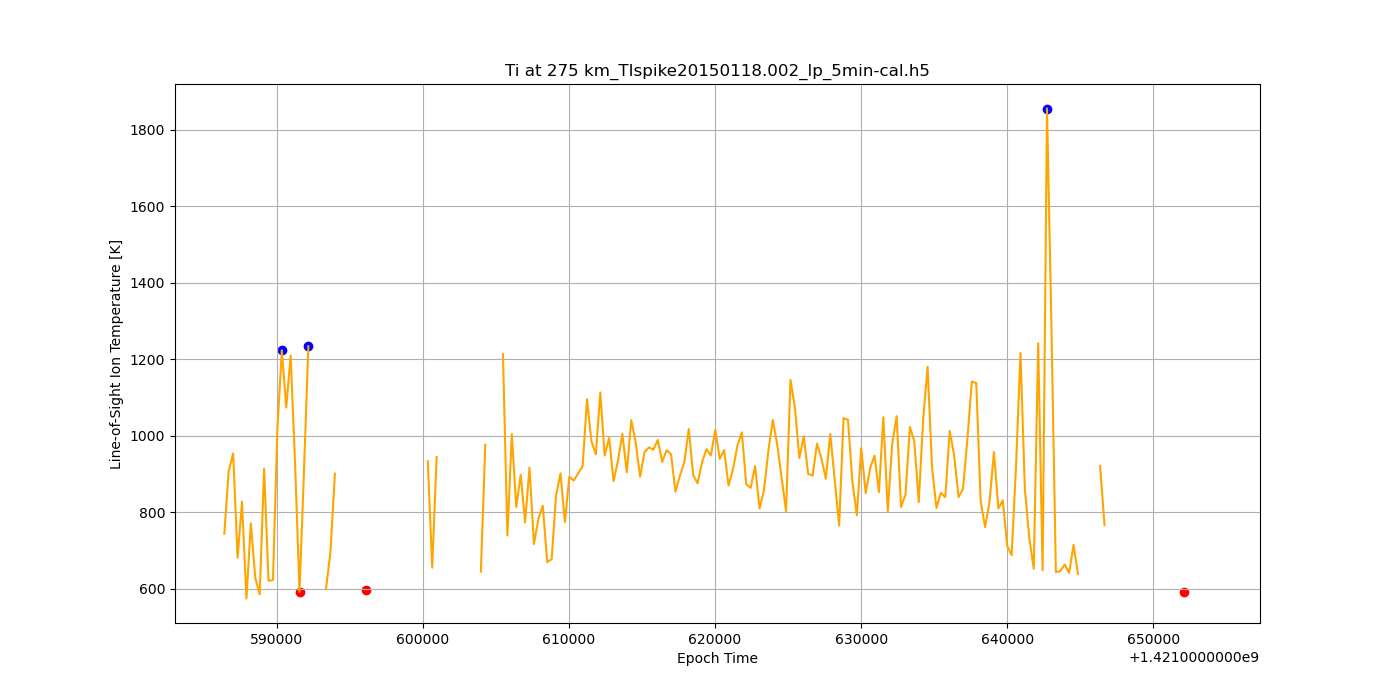 Ti at 275 km_TIspike20150118.002_lp_5min-cal.h5
Line-of-Sight Ion Temperature [K]
1800
1600
1400
1200
1000
800
600
590000 600000 610000 620000 630000 640000 650000
Epoch Time
+1.4210000000e9